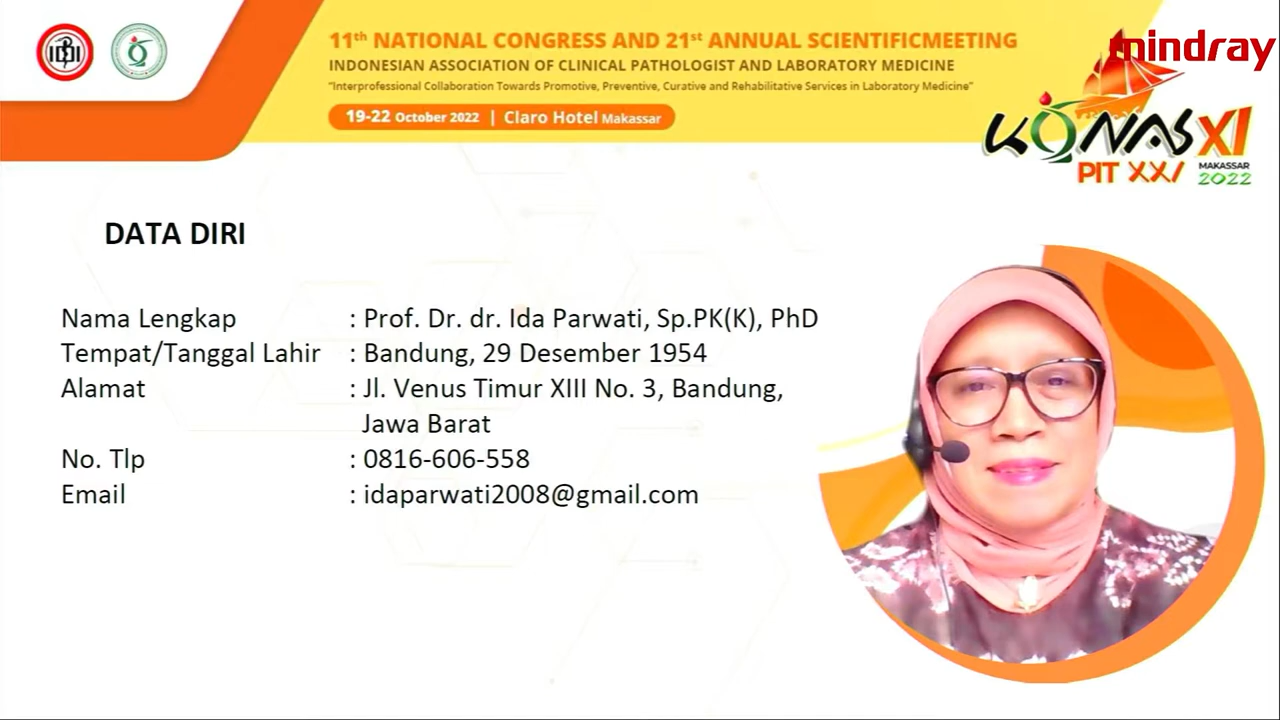 11th NATIONAL CONGRESS AND 21st ANNUAL SCIENTIFICMEETING
INDONESIAN ASSOCIATION OF CLINICAL PATHOLOGIST AND LABORATORY MEDICINE
"Interprofessional Collaboration Towards Promotive, Preventive, Curative and Rehabilitative Services in Laboratory Medicine"
19-22 October 2022 | Claro Hotel Makassar
mindray
KONAS XI
PIT XXI
MAKASSAR
2022
DATA DIRI
Nama Lengkap : Prof. Dr. dr. Ida Parwati, Sp.PK(K), PhD
Tempat/Tanggal Lahir : Bandung, 29 Desember 1954
Alamat : Jl. Venus Timur XIII No. 3, Bandung,
Jawa Barat
No. Tlp : 0816-606-558
Email : idaparwati2008@gmail.com